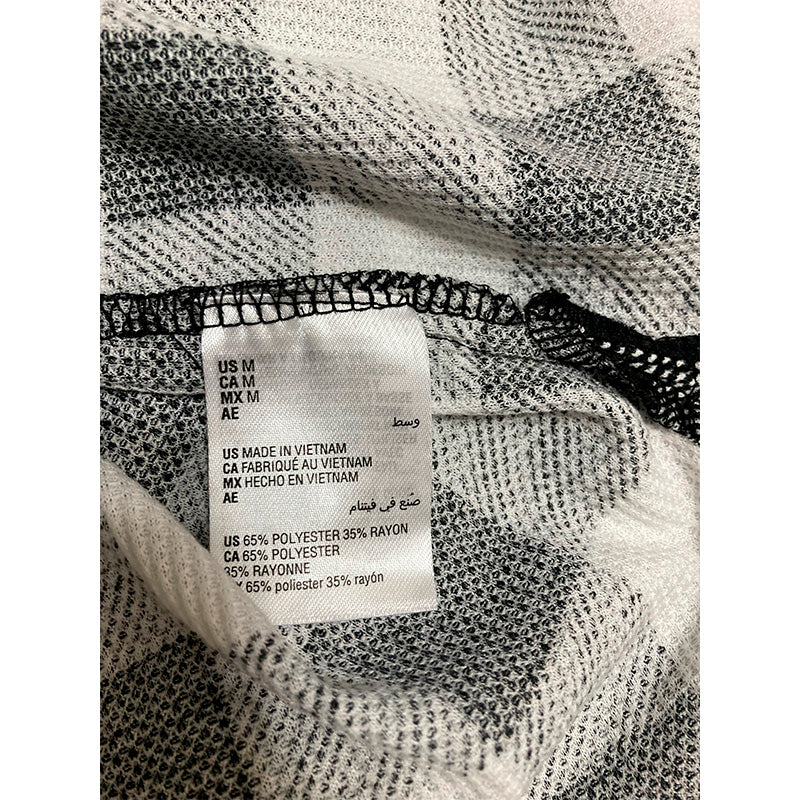 US M
CA M
MX M
AE
وسط
US MADE IN VIETNAM
CA FABRIQUÉ AU VIETNAM
MX HECHO EN VIETNAM
AE
صُنع في فيتنام
US 65% POLYESTER 35% RAYON
CA 65% POLYESTER
35% RAYONNE
65% poliester 35% rayón